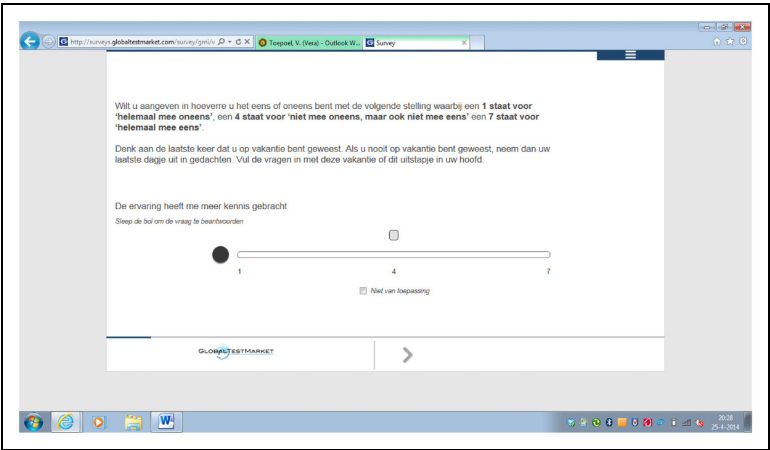 http://surveys.globaltestmarket.com/survey/gmi/v
Toepoel, V. (Vera) - Outlook W...
Survey
Wilt u aangeven in hoeverre u het eens of oneens bent met de volgende stelling waarbij een 1 staat voor
'helemaal mee oneens', een 4 staat voor 'niet mee oneens, maar ook niet mee eens' een 7 staat voor
'helemaal mee eens'.
Denk aan de laatste keer dat u op vakantie bent geweest. Als u nooit op vakantie bent geweest, neem dan uw
laatste dagje uit in gedachten. Vul de vragen in met deze vakantie of dit uitstapje in uw hoofd.
De ervaring heeft me meer kennis gebracht
Sleep de bol om de vraag te beantwoorden
1 4 7
Niet van toepassing
GLOBALTESTMARKET
20:28
25-4-2014